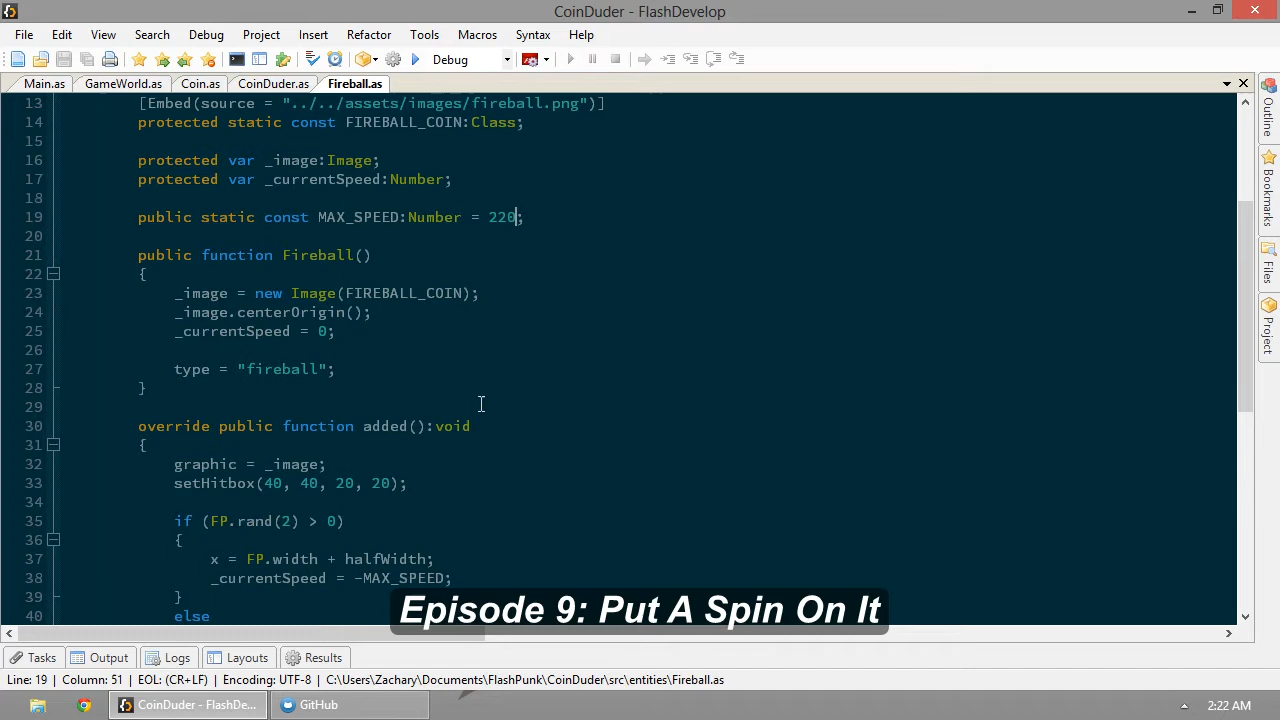 CoinDuder - FlashDevelop
File Edit View Search Debug Project Insert Refactor Tools Macros Syntax Help
Debug
Main.as GameWorld.as Coin.as CoinDuder.as Fireball.as
13 [Embed(source = "../../assets/images/fireball.png")]
14 protected static const FIREBALL_COIN:Class;
15
16 protected var _image:Image;
17 protected var _currentSpeed:Number;
18
19 public static const MAX_SPEED:Number = 220;
20
21 public function Fireball()
22 {
23 _image = new Image(FIREBALL_COIN);
24 _image.centerOrigin();
25 _currentSpeed = 0;
26
27 type = "fireball";
28 }
29
30 override public function added():void
31 {
32 graphic = _image;
33 setHitbox(40, 40, 20, 20);
34
35 if (FP.rand(2) > 0)
36 {
37 x = FP.width + halfWidth;
38 _currentSpeed = -MAX_SPEED;
39 }
40 else
Episode 9: Put A Spin On It
Outline
Bookmarks
Files
Project
Tasks Output Logs Layouts Results
Line: 19 Column: 51 EOL: (CR+LF) Encoding: UTF-8 C:\Users\Zachary\Documents\FlashPunk\CoinDuder\src\entities\Fireball.as
CoinDuder - FlashDe... GitHub 2:22 AM